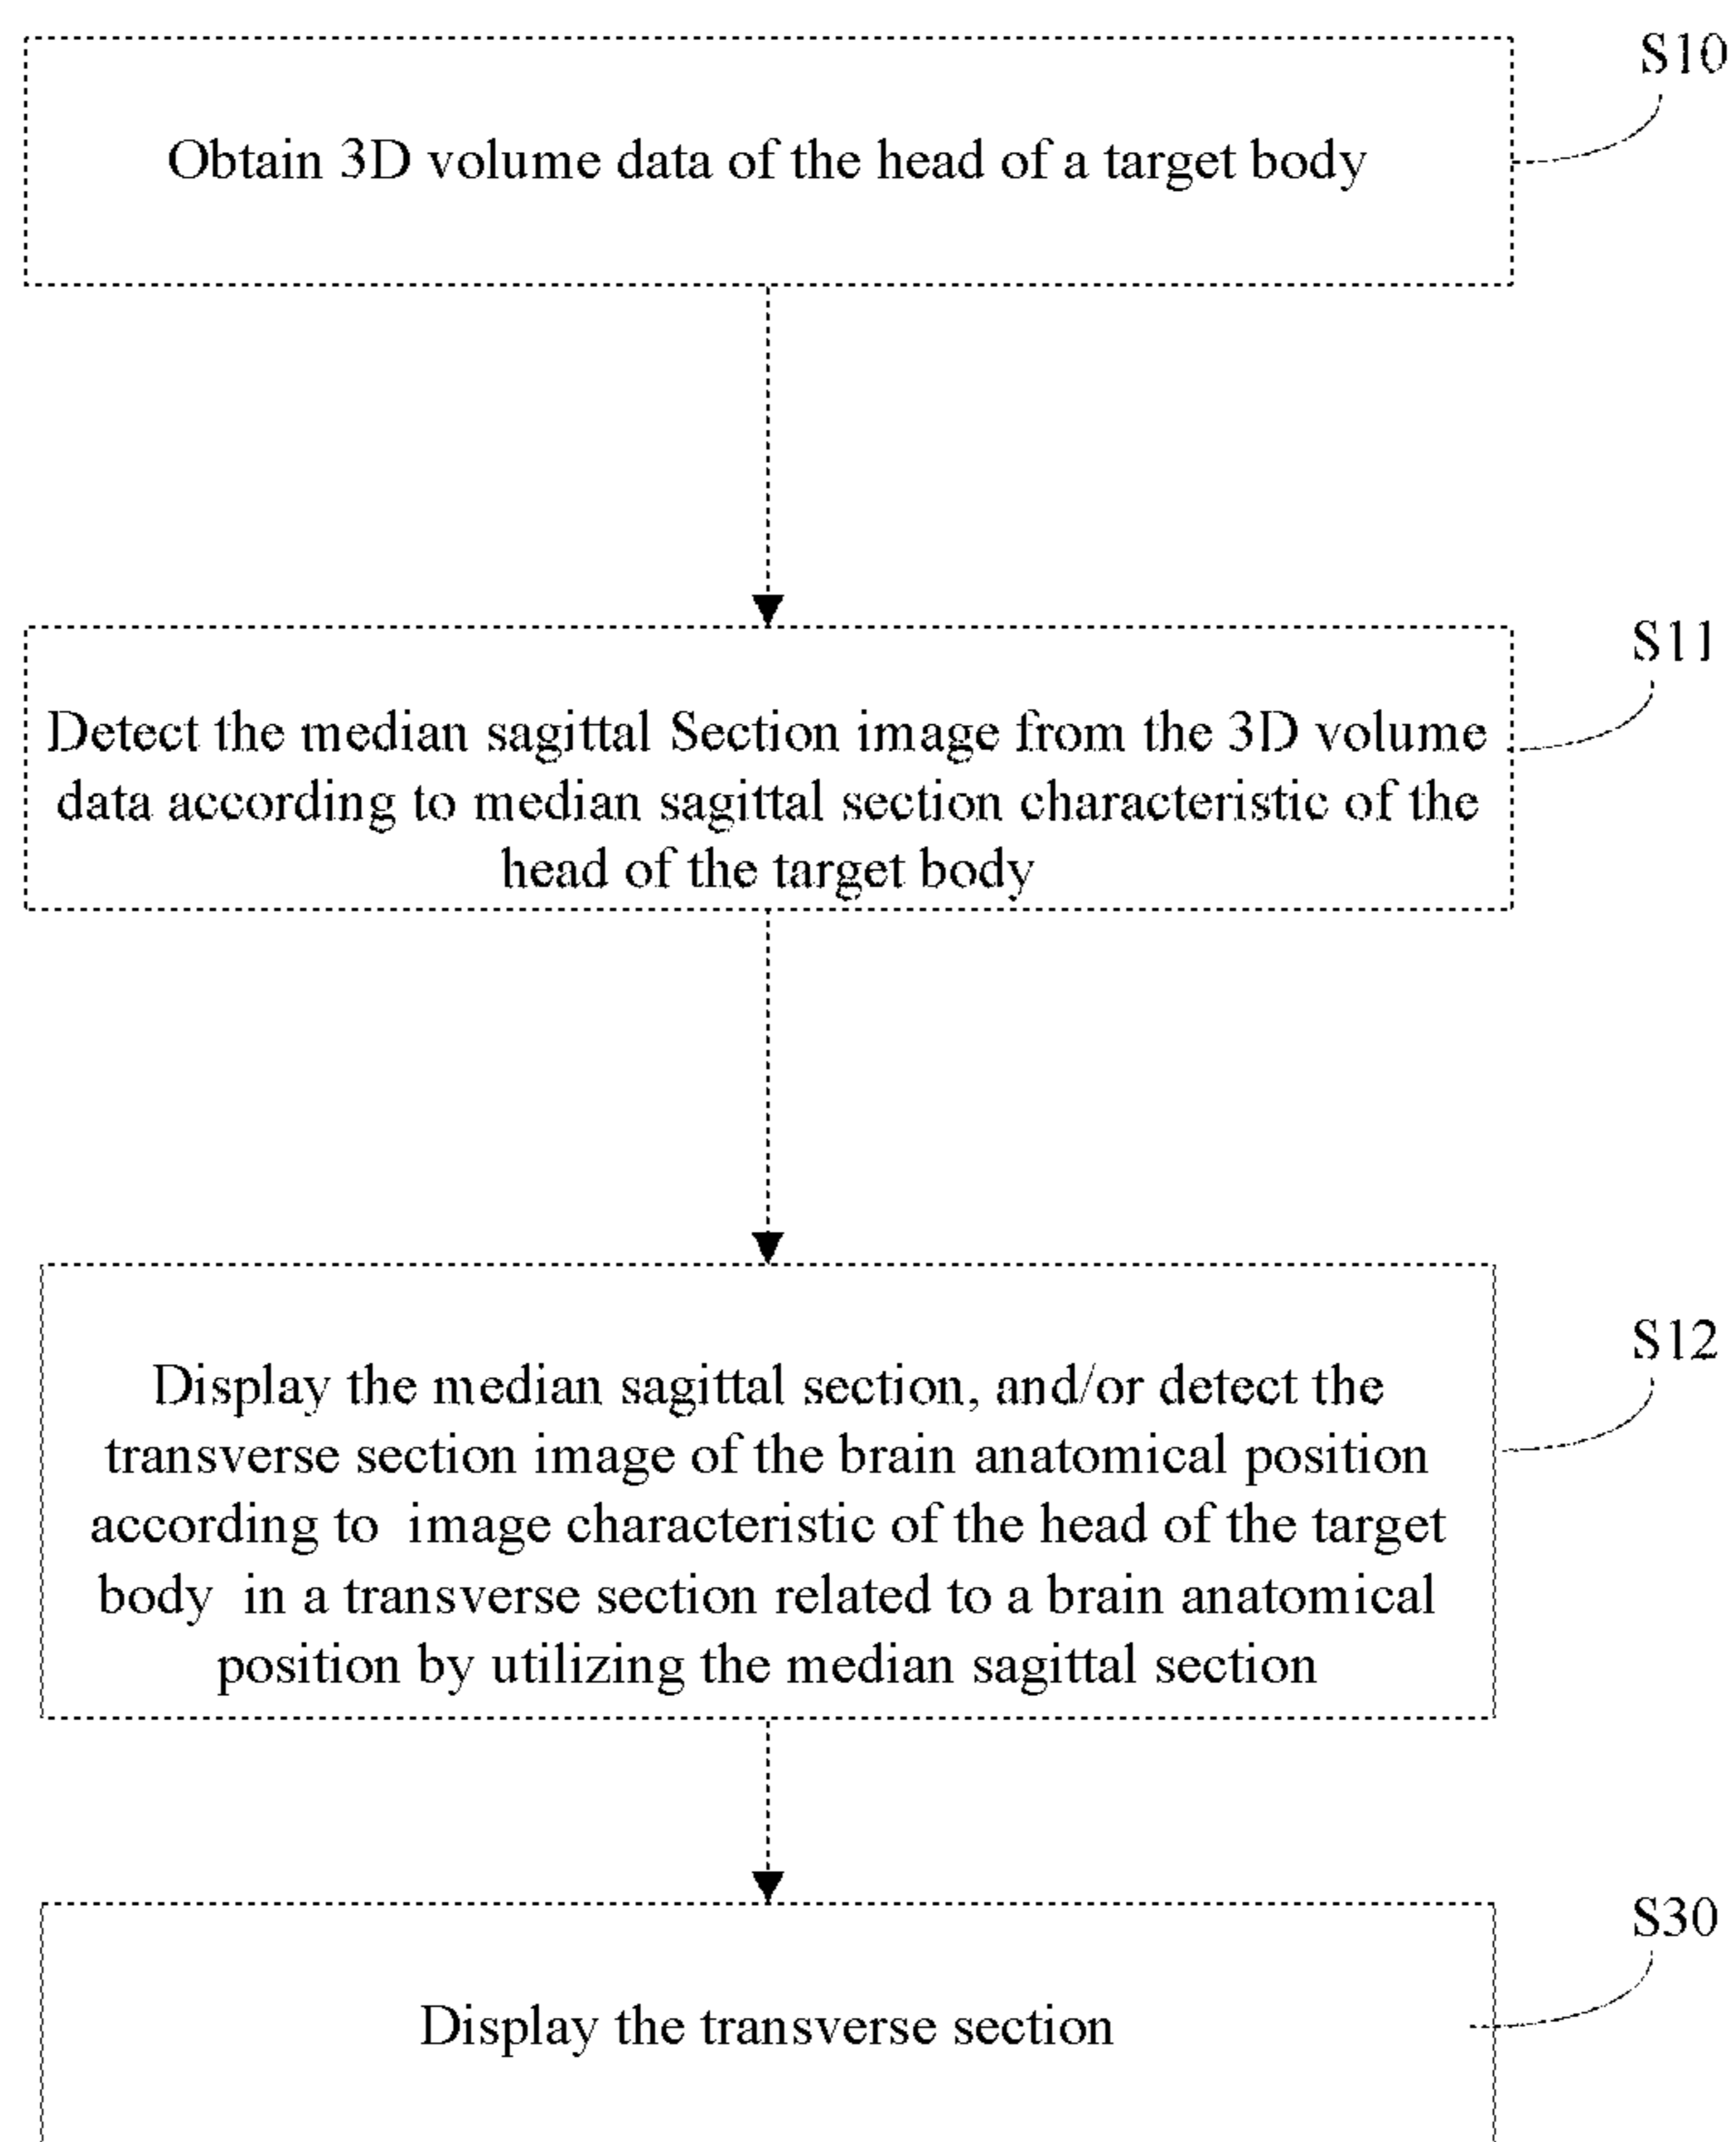 S10
Obtain 3D volume data of the head of a target body
S11
Detect the median sagittal Section image from the 3D volume
data according to median sagittal section characteristic of the
head of the target body
S12
Display the median sagittal section, and/or detect the
transverse section image of the brain anatomical position
according to image characteristic of the head of the target
body in a transverse section related to a brain anatomical
position by utilizing the median sagittal section
S30
Display the transverse section